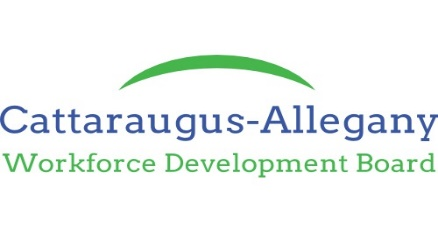 Cattaraugus-Allegany
Workforce Development Board